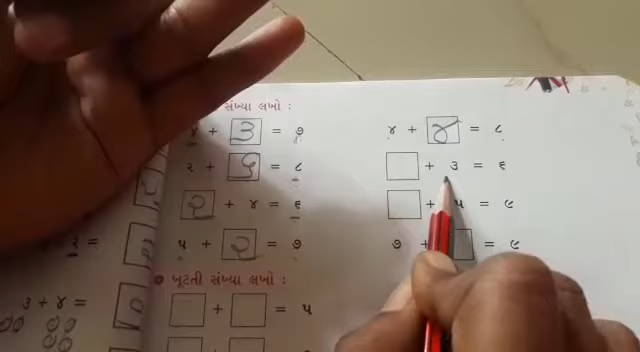 સંખ્યા લખો :
૪ + ૩ = ૭
૪ + ૪ = ૮
૨ + ૬ = ૮
+ ૩ = ૬
૨ + ૪ = ૬
+ ૫ = ૯
૫ + ૨ = ૭
૭ + = ૯
ખૂટતી સંખ્યા લખો :
+ = ૫
૩ + ૪ =